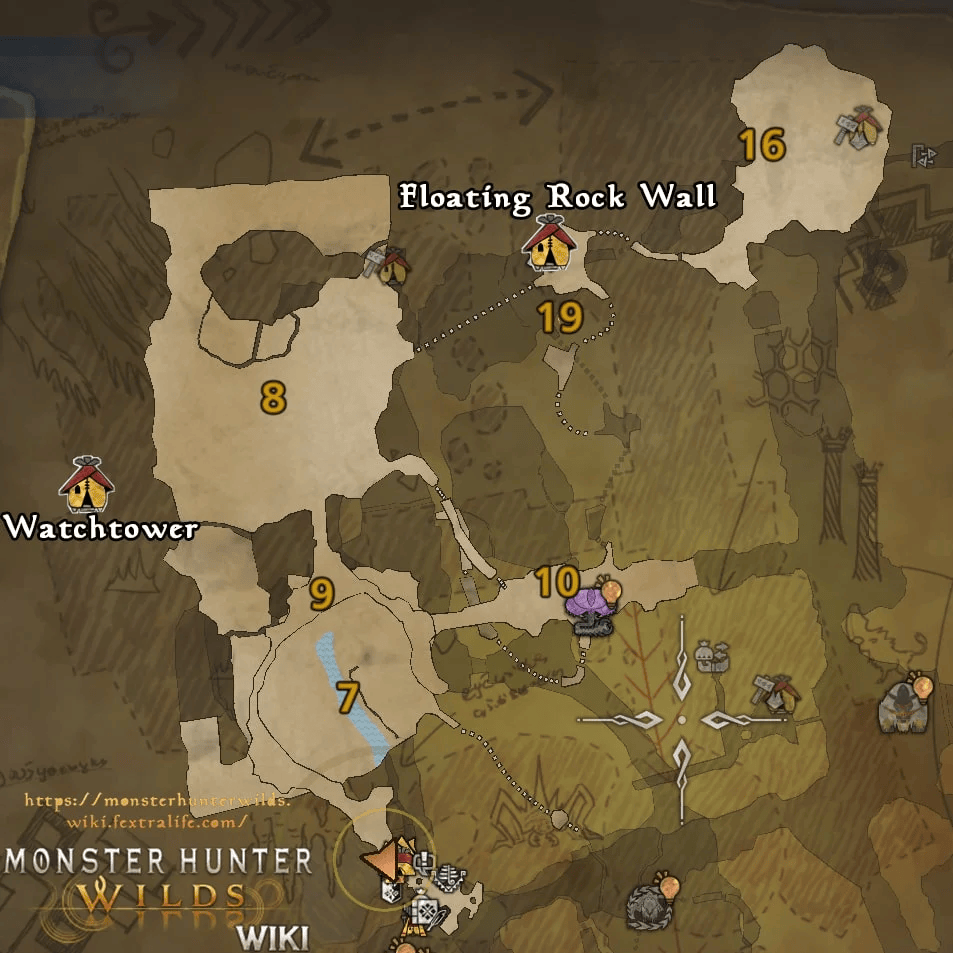 16
Floating Rock Wall
19
8
Watchtower
10
9
7
https://monsterhunterwilds.
wiki.fextralife.com/
MONSTER HUNTER
WILDS
WIKI